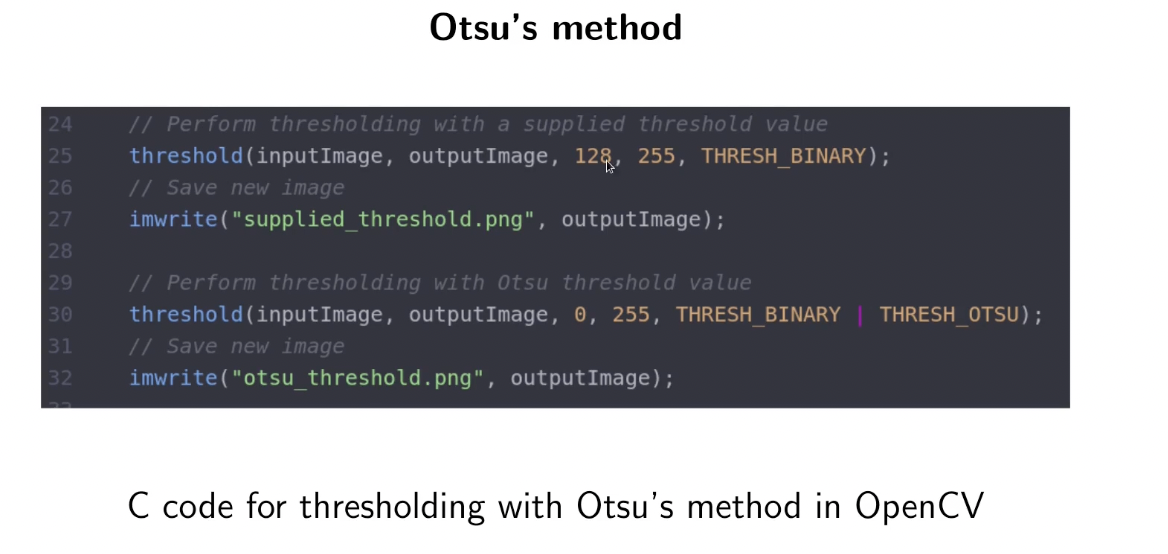 Otsu's method
24 // Perform thresholding with a supplied threshold value
25 threshold(inputImage, outputImage, 128, 255, THRESH_BINARY);
26 // Save new image
27 imwrite("supplied_threshold.png", outputImage);
28
29 // Perform thresholding with Otsu threshold value
30 threshold(inputImage, outputImage, 0, 255, THRESH_BINARY | THRESH_OTSU);
31 // Save new image
32 imwrite("otsu_threshold.png", outputImage);
C code for thresholding with Otsu's method in OpenCV